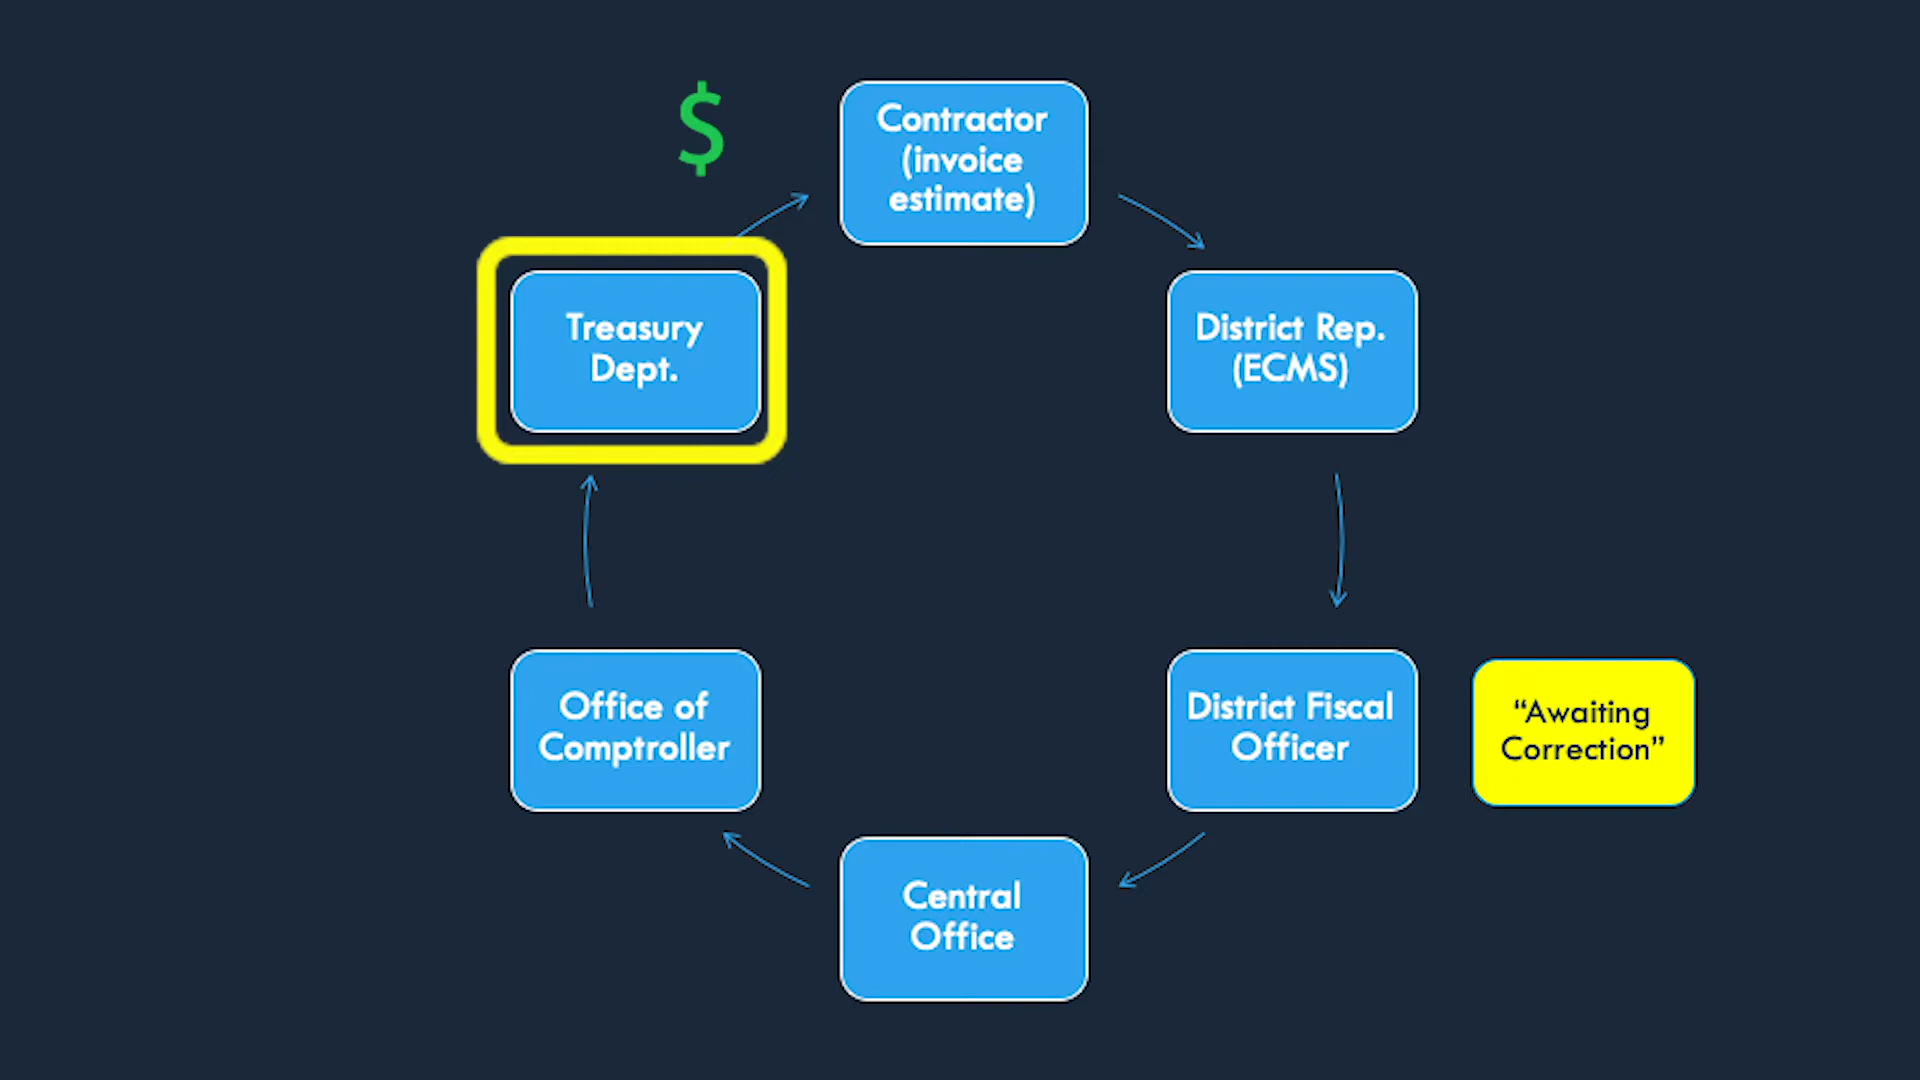 $
Contractor
(invoice
estimate)
Treasury
Dept.
District Rep.
(ECMS)
Office of
Comptroller
District Fiscal
Officer
“Awaiting
Correction”
Central
Office